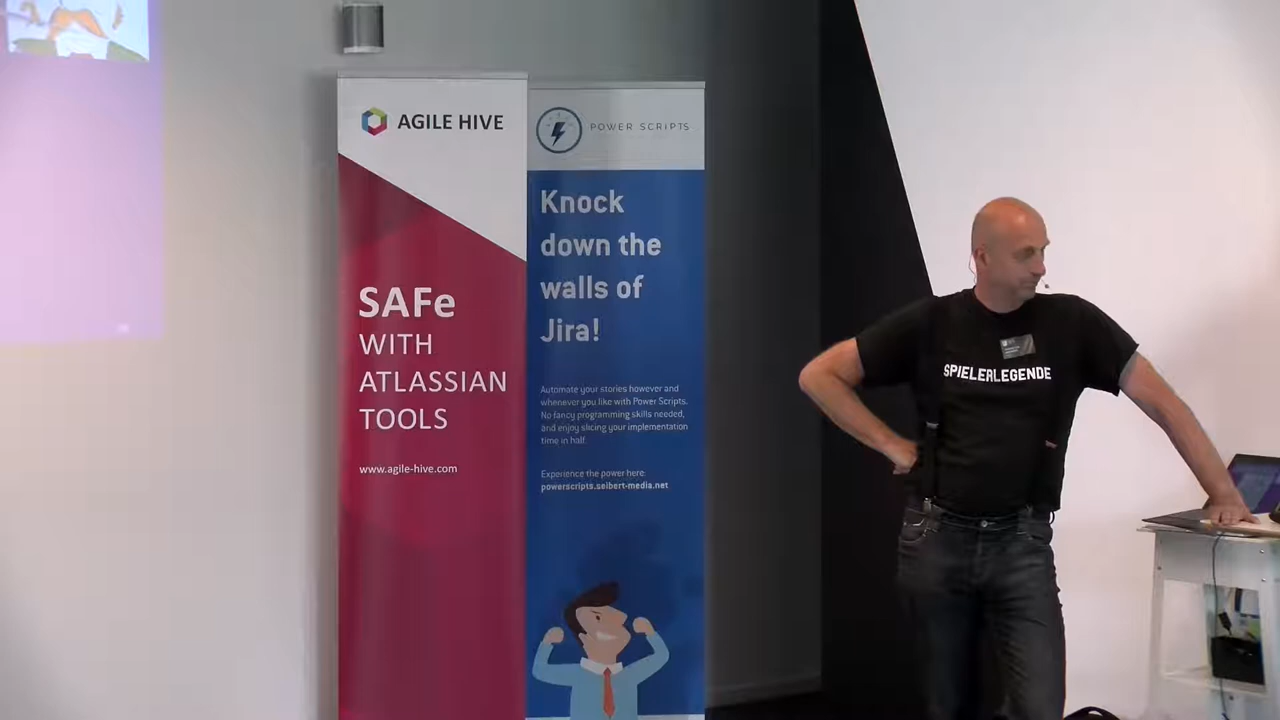 AGILE HIVE
SAFe
WITH
ATLASSIAN
TOOLS
www.agile-hive.com
POWER SCRIPTS
Knock
down the
walls of
Jira!
Automate your stories however and
whenever you like with Power Scripts.
No fancy programming skills needed,
and enjoy slicing your implementation
time in half.
Experience the power here:
powerscripts.seibert-media.net
SPIELERLEGENDE